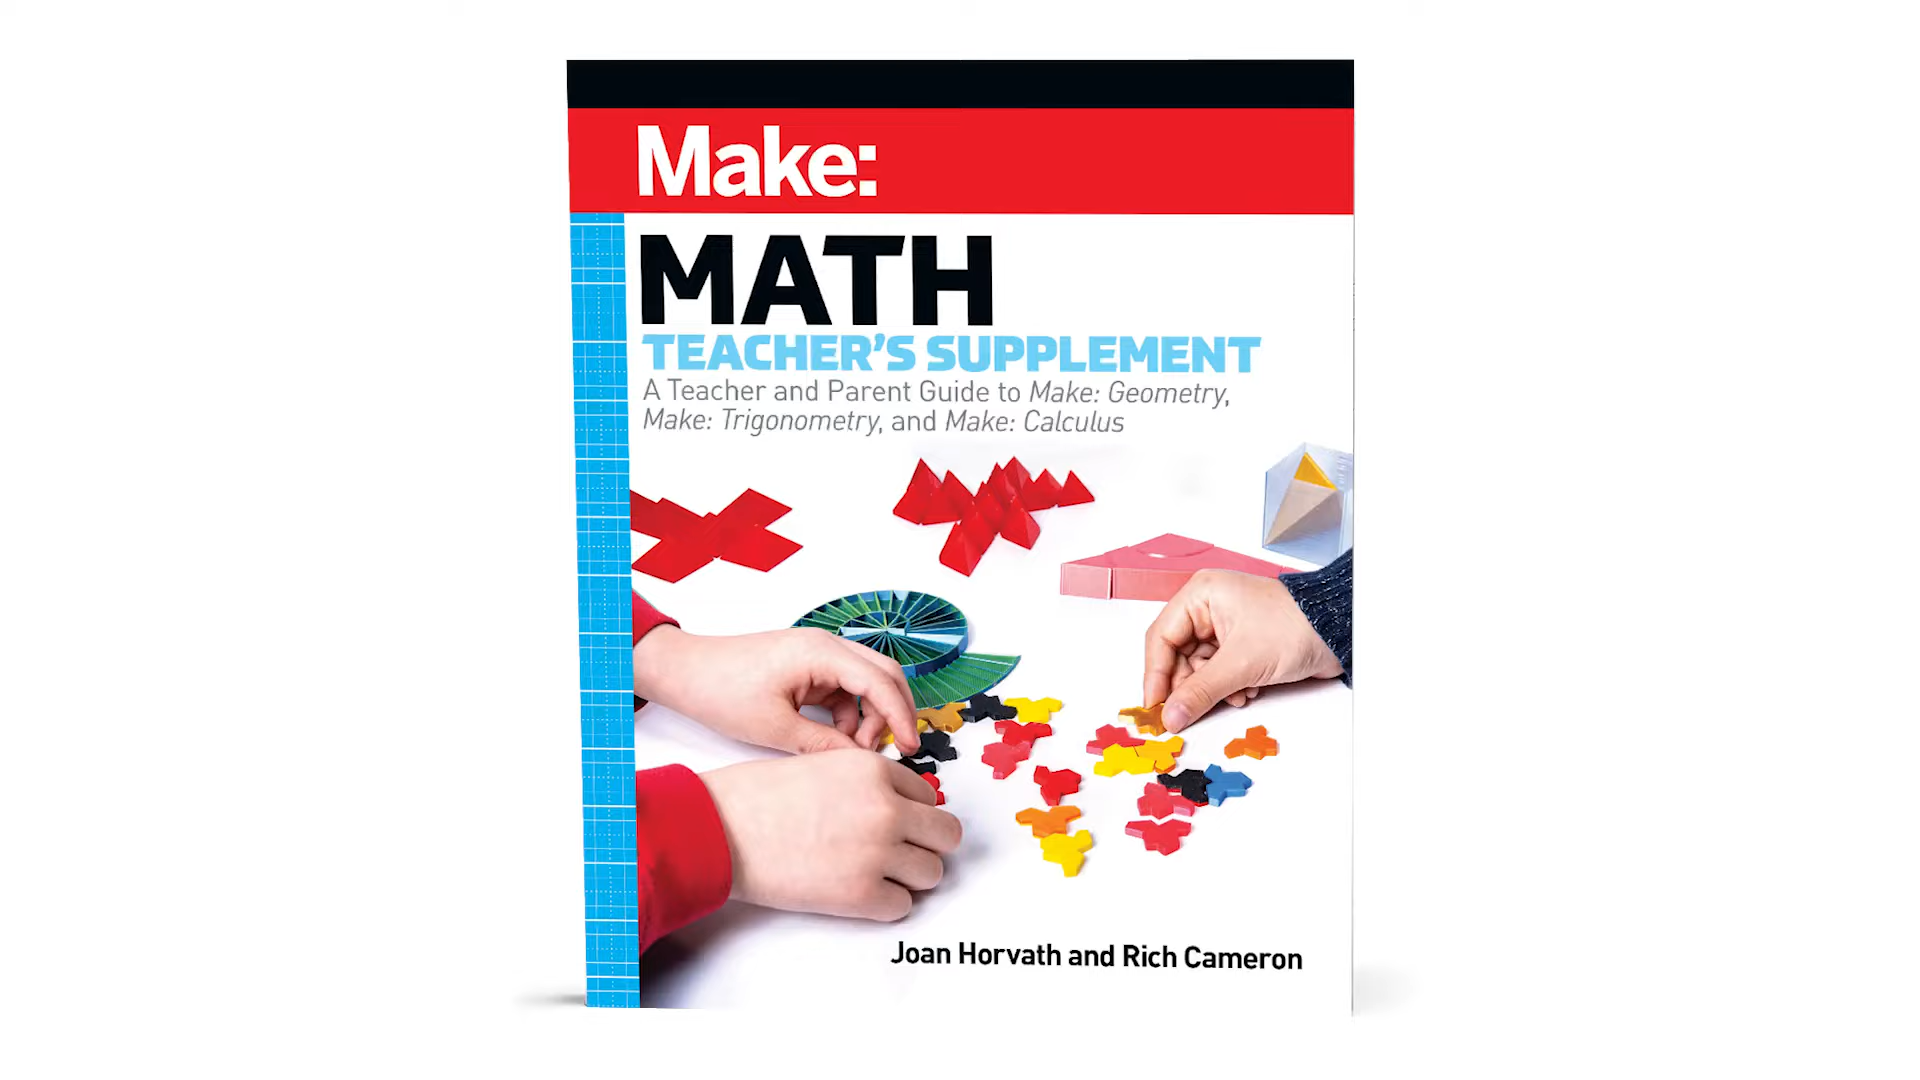 Make:
MATH
TEACHER'S SUPPLEMENT
A Teacher and Parent Guide to Make: Geometry,
Make: Trigonometry, and Make: Calculus
Joan Horvath and Rich Cameron